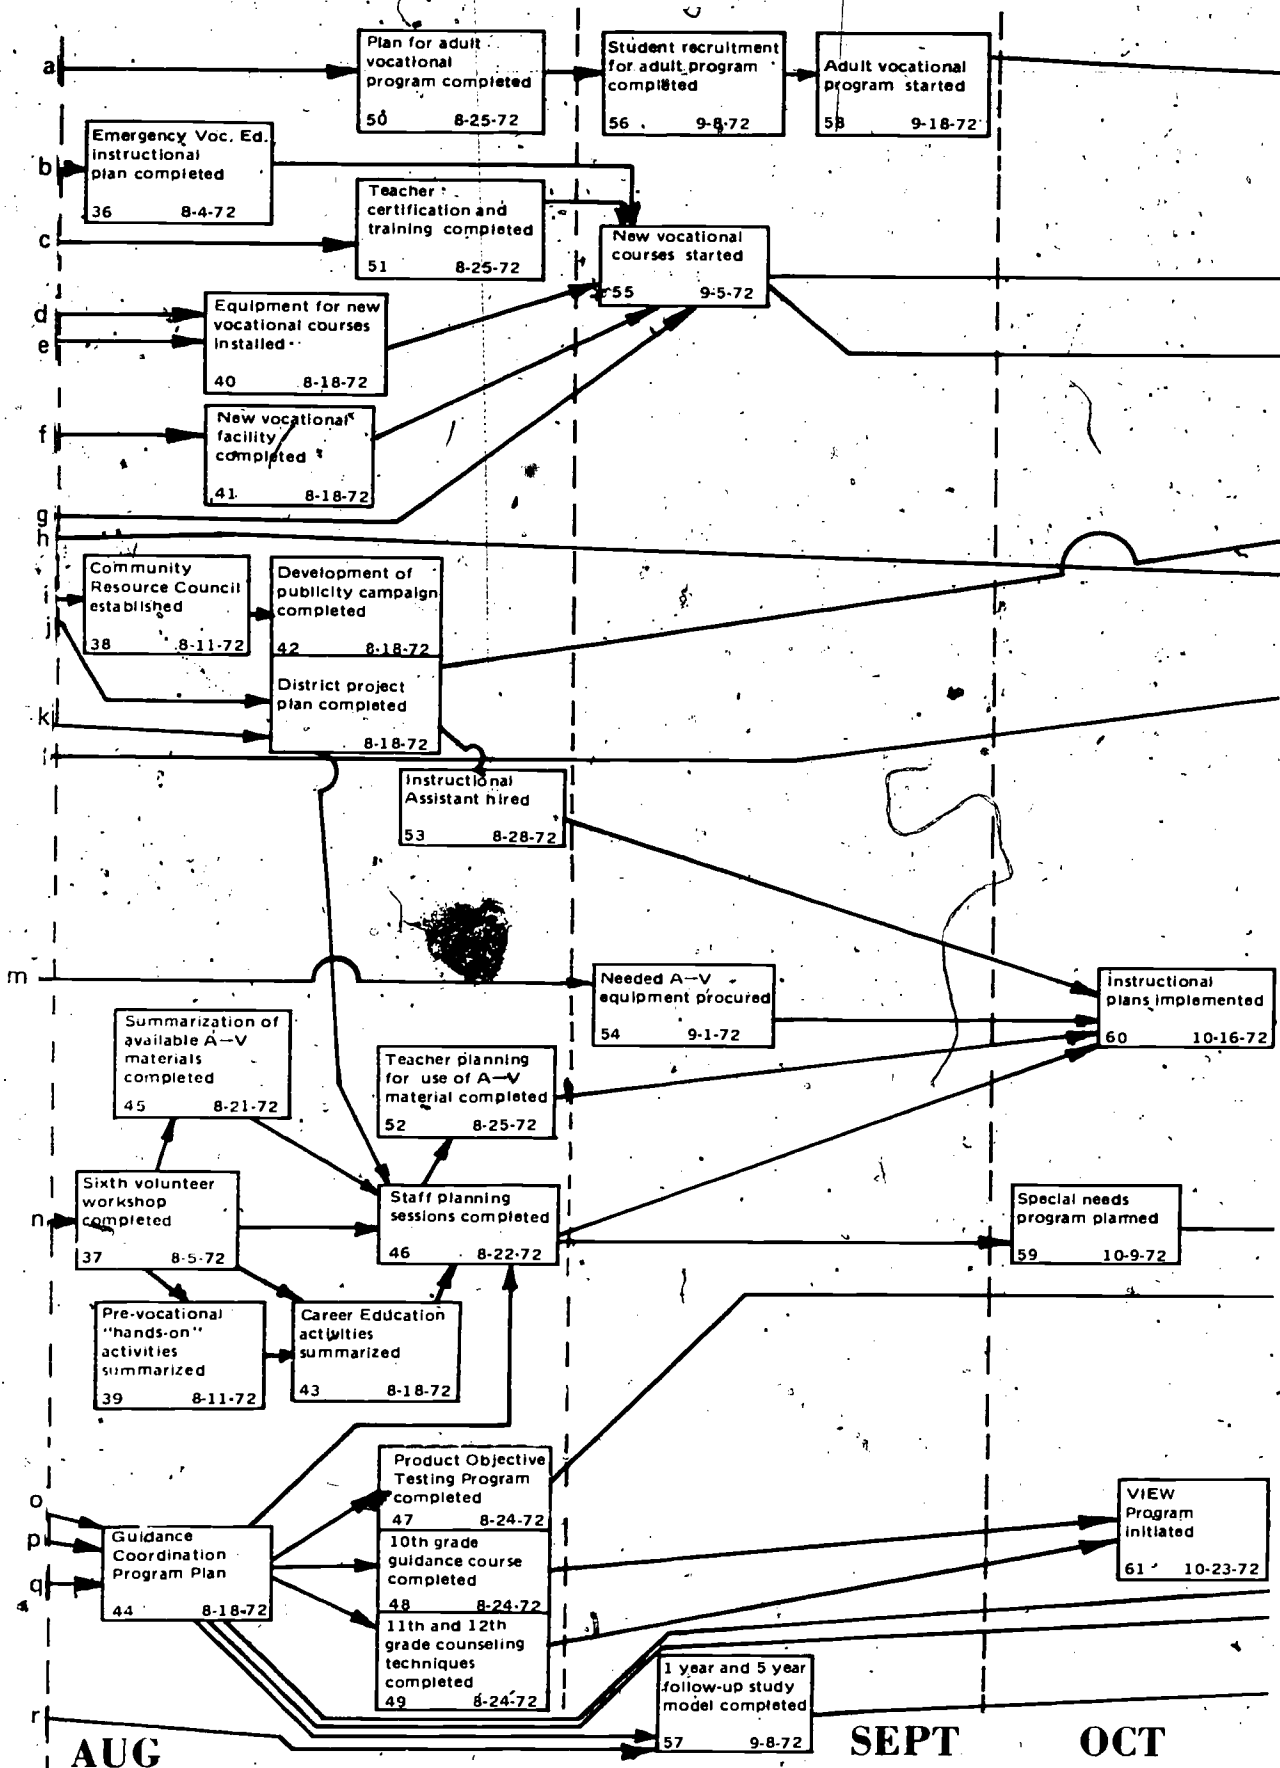 a
Plan for adult
vocational
program completed
50 8-25-72
Student recruitment
for adult program
completed
56 9-8-72
Adult vocational
program started
58 9-18-72
b
Emergency Voc. Ed.
instructional
plan completed
36 8-4-72
c
Teacher
certification and
training completed
51 8-25-72
New vocational
courses started
55 9-5-72
d
e
Equipment for new
vocational courses
installed
40 8-18-72
f
New vocational
facility
completed
41 8-18-72
g
h
i
j
Community
Resource Council
established
38 8-11-72
Development of
publicity campaign
completed
42 8-18-72
District project
plan completed
8-18-72
k
l
Instructional
Assistant hired
53 8-28-72
m
Needed A-V
equipment procured
54 9-1-72
Instructional
plans implemented
60 10-16-72
Summarization of
available A-V
materials
completed
45 8-21-72
Teacher planning
for use of A-V
material completed
52 8-25-72
n
Sixth volunteer
workshop
completed
37 8-5-72
Staff planning
sessions completed
46 8-22-72
Special needs
program planned
59 10-9-72
Pre-vocational
"hands-on"
activities
summarized
39 8-11-72
Career Education
activities
summarized
43 8-18-72
Product Objective
Testing Program
completed
47 8-24-72
o
p
q
Guidance
Coordination
Program Plan
44 8-18-72
10th grade
guidance course
completed
48 8-24-72
11th and 12th
grade counseling
techniques
completed
49 8-24-72
VIEW
Program
initiated
61 10-23-72
1 year and 5 year
follow-up study
model completed
57 9-8-72
r
AUG SEPT OCT